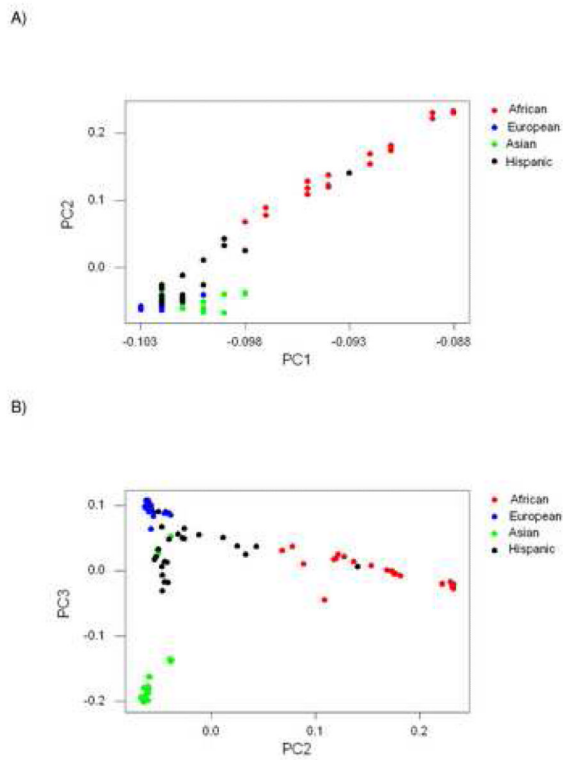 A)
African
European
Asian
Hispanic
0.2
0.1
0.0
PC2
-0.103 -0.098 -0.093 -0.088
PC1
B)
African
European
Asian
Hispanic
0.1
0.0
-0.1
-0.2
PC3
0.0 0.1 0.2
PC2